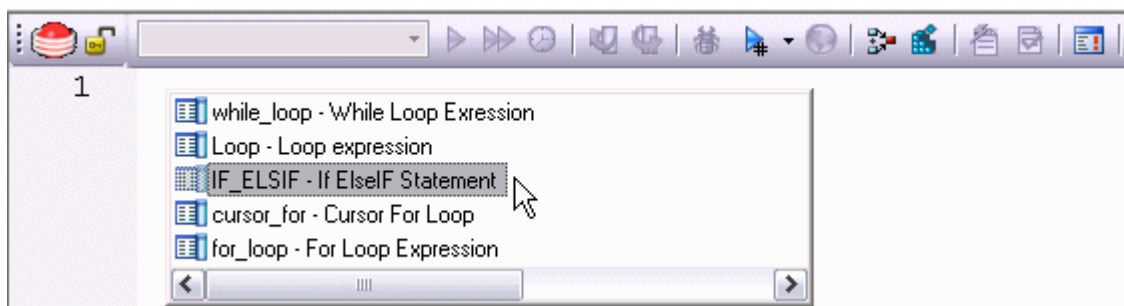 1
while_loop - While Loop Exression
Loop - Loop expression
IF_ELSIF - If ElseIF Statement
cursor_for - Cursor For Loop
for_loop - For Loop Expression